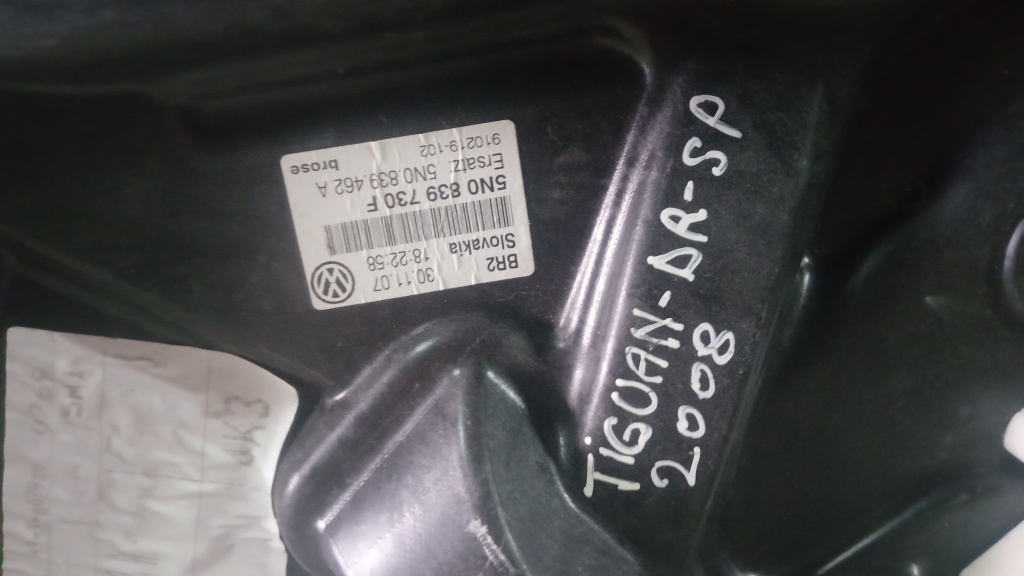 BR2 30.11.07
Slovakia 18:22:58
5N0 839 730 F
Ersatz: 5N0.839.462 A
910219-102 brose
TiGUAN-DR-SP
2008